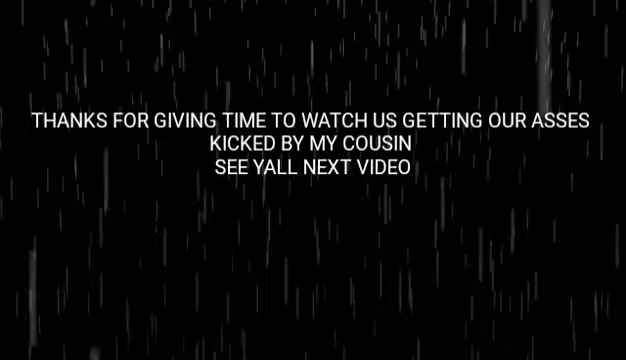 THANKS FOR GIVING TIME TO WATCH US GETTING OUR ASSES
KICKED BY MY COUSIN
SEE YALL NEXT VIDEO